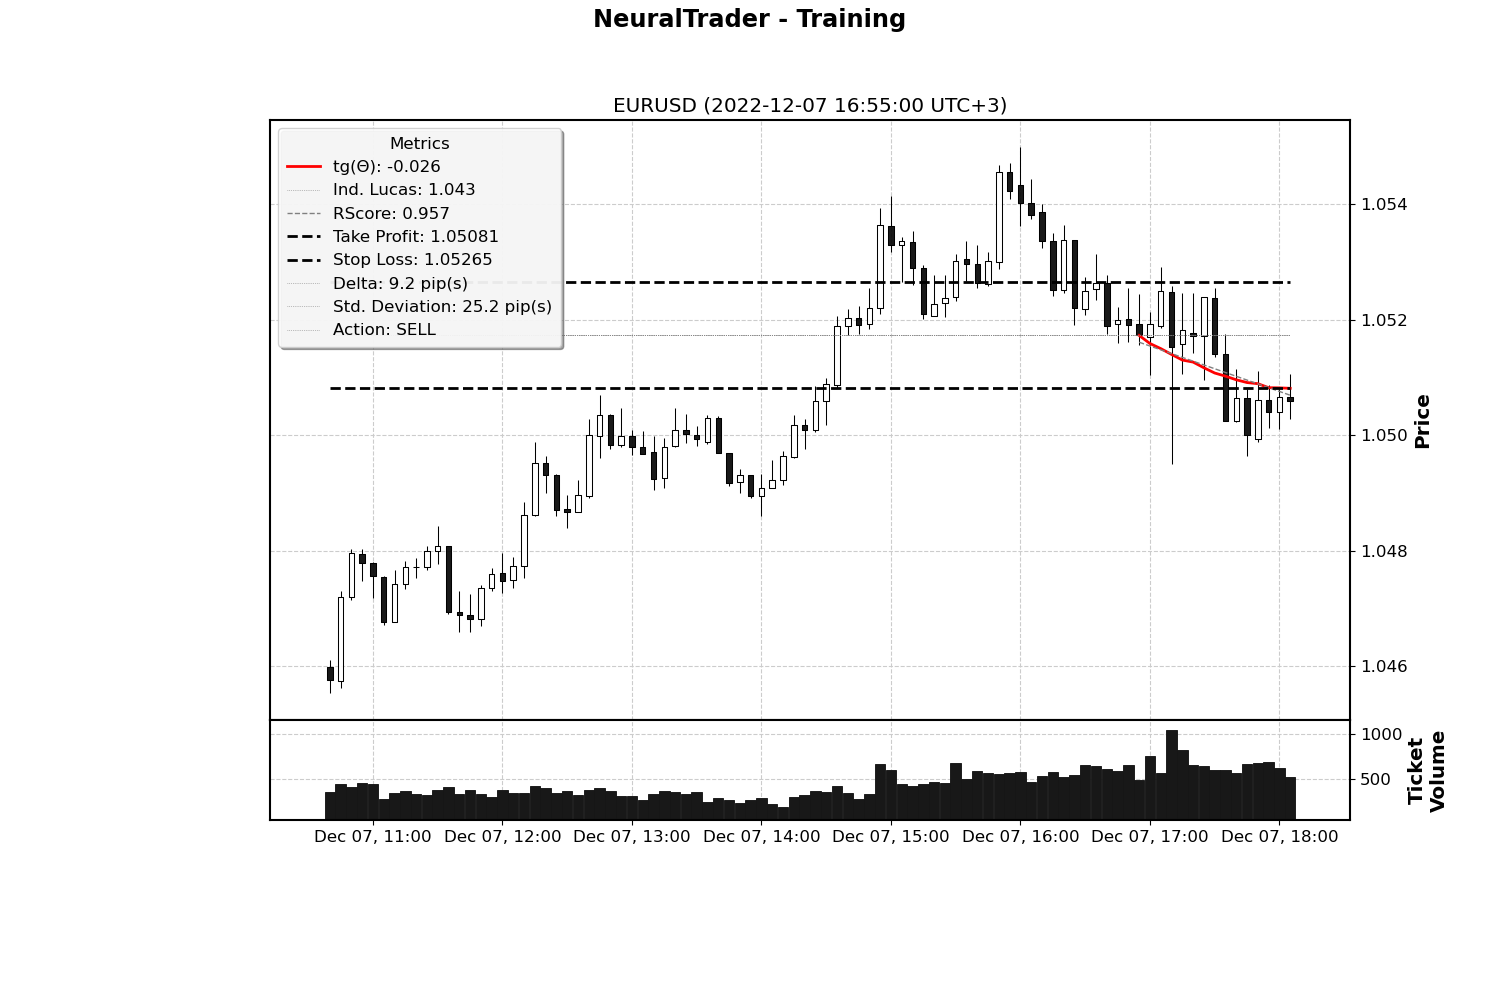 NeuralTrader - Training
EURUSD (2022-12-07 16:55:00 UTC+3)
Metrics
tg(Θ): -0.026
Ind. Lucas: 1.043
RScore: 0.957
Take Profit: 1.05081
Stop Loss: 1.05265
Delta: 9.2 pip(s)
Std. Deviation: 25.2 pip(s)
Action: SELL
1.054
1.052
1.050
1.048
1.046
Price
1000
500
Ticket
Volume
Dec 07, 11:00 Dec 07, 12:00 Dec 07, 13:00 Dec 07, 14:00 Dec 07, 15:00 Dec 07, 16:00 Dec 07, 17:00 Dec 07, 18:00